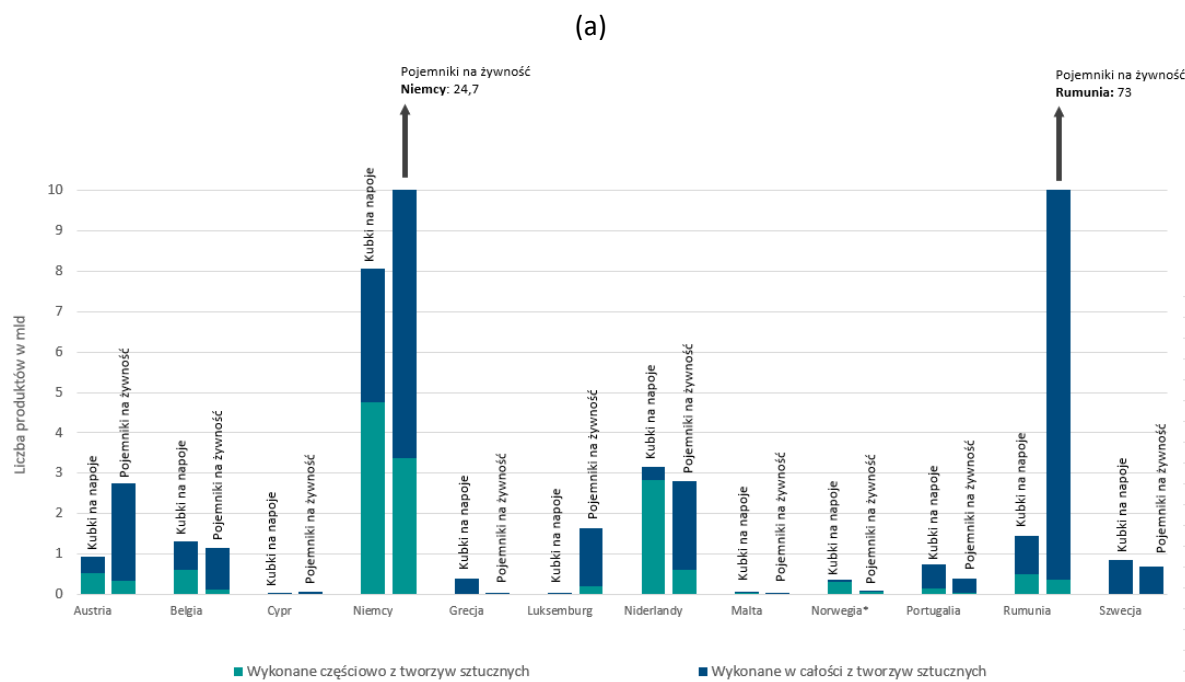 (a)
Pojemniki na żywność
Niemcy: 24,7
Pojemniki na żywność
Rumunia: 73
Liczba produktów w mld
10
9
8
7
6
5
4
3
2
1
0
Kubki na napoje
Pojemniki na żywność
Kubki na napoje
Pojemniki na żywność
Kubki na napoje
Pojemniki na żywność
Kubki na napoje
Kubki na napoje
Pojemniki na żywność
Kubki na napoje
Pojemniki na żywność
Kubki na napoje
Pojemniki na żywność
Kubki na napoje
Pojemniki na żywność
Kubki na napoje
Pojemniki na żywność
Kubki na napoje
Pojemniki na żywność
Kubki na napoje
Kubki na napoje
Pojemniki na żywność
Austria
Belgia
Cypr
Niemcy
Grecja
Luksemburg
Niderlandy
Malta
Norwegia*
Portugalia
Rumunia
Szwecja
Wykonane częściowo z tworzyw sztucznych
Wykonane w całości z tworzyw sztucznych